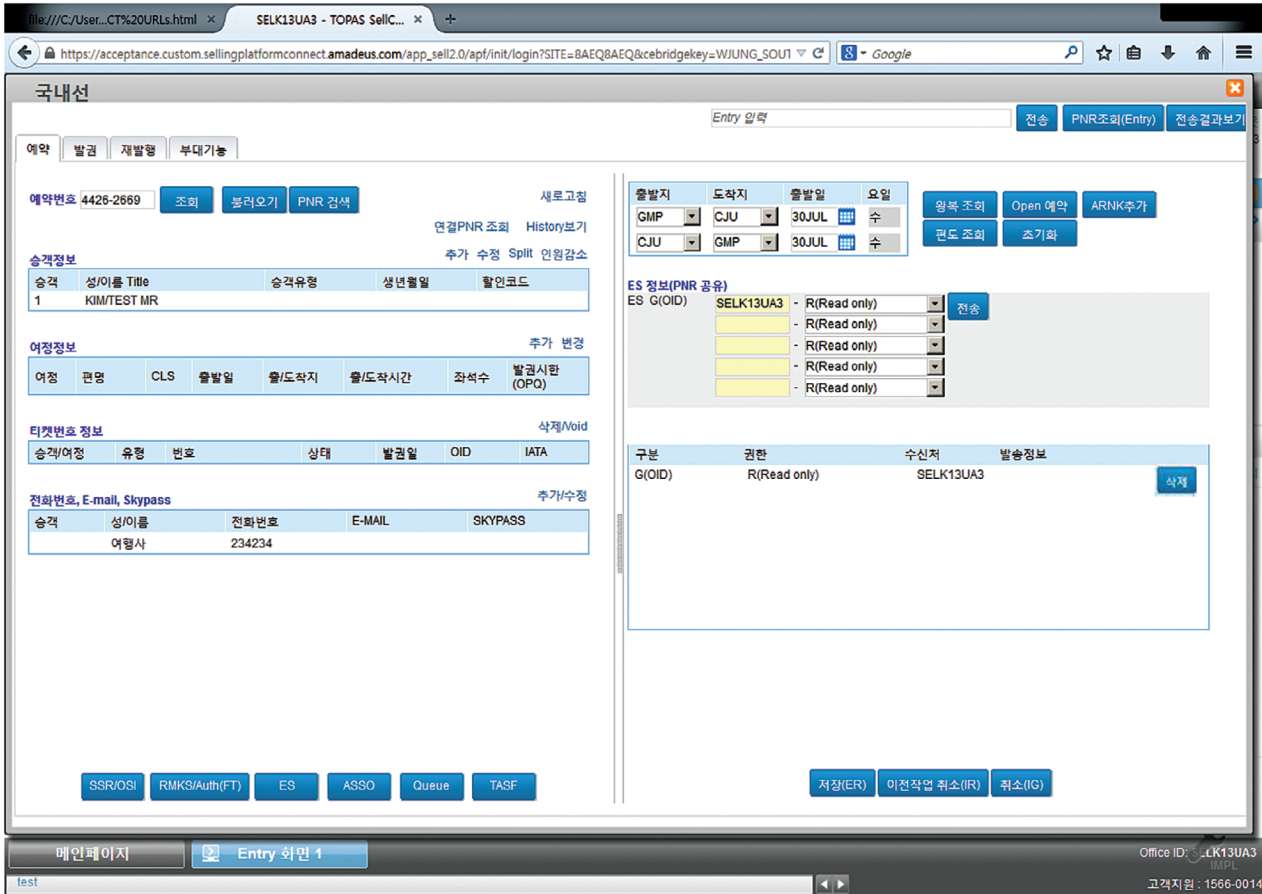 file:///C:/User...CT%20URLs.html ×
SELK13UA3 - TOPAS SellC... ×
https://acceptance.custom.sellingplatformconnect.amadeus.com/app_sell2.0/apf/init/login?SITE=8AEQ8AEQ&cebridgekey=WJUNG_SOUT
8 - Google
국내선
Entry 입력 전송 PNR조회(Entry) 전송결과보기
예약 발권 재발행 부대기능
예약번호 4426-2669 조회 불러오기 PNR 검색 새로고침
연결PNR 조회 History보기
승객정보 추가 수정 Split 인원감소
승객 성/이름 Title 승객유형 생년월일 할인코드
1 KIM/TEST MR
여정정보 추가 변경
여정 편명 CLS 출발일 출/도착지 출/도착시간 좌석수 발권시한 (OPQ)
티켓번호 정보 삭제/Void
승객/여정 유형 번호 상태 발권일 OID IATA
전화번호, E-mail, Skypass 추가/수정
승객 성/이름 전화번호 E-MAIL SKYPASS
여행사 234234
SSR/OSI RMKS/Auth(FT) ES ASSO Queue TASF
출발지 도착지 출발일 요일
GMP CJU 30JUL 수
CJU GMP 30JUL 수
왕복 조회 Open 예약 ARNK추가
편도 조회 초기화
ES 정보(PNR 공유)
ES G(OID) SELK13UA3 - R(Read only) 전송
- R(Read only)
- R(Read only)
- R(Read only)
- R(Read only)
구분 권한 수신처 발송정보
G(OID) R(Read only) SELK13UA3 삭제
저장(ER) 이전작업 취소(IR) 취소(IG)
메인페이지 Entry 화면 1
Office ID: SELK13UA3
IMPL
test
고객지원 : 1566-0014